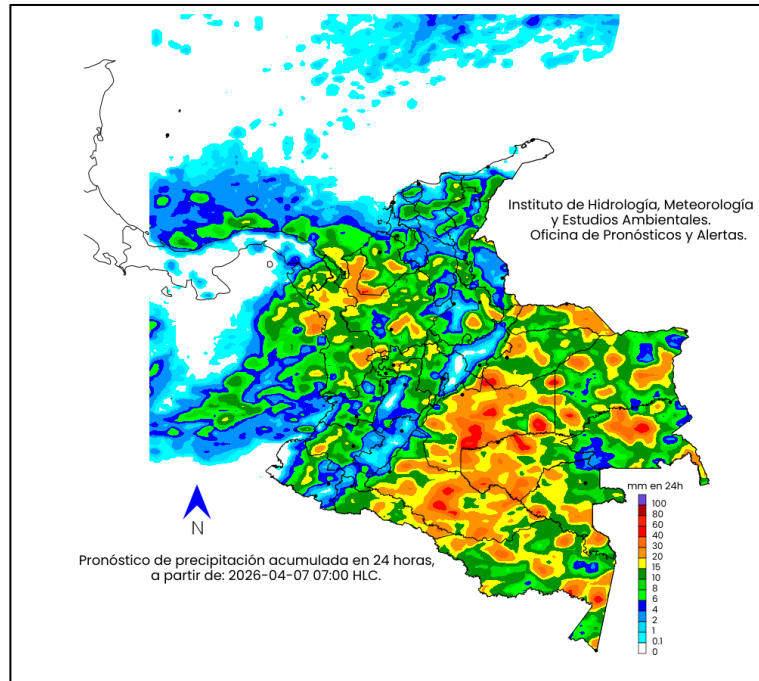 Instituto de Hidrología, Meteorología
y Estudios Ambientales.
Oficina de Pronósticos y Alertas.
mm en 24h
100
80
60
40
30
20
15
10
8
6
4
2
1
0.1
0
N
Pronóstico de precipitación acumulada en 24 horas,
a partir de: 2026-04-07 07:00 HLC.